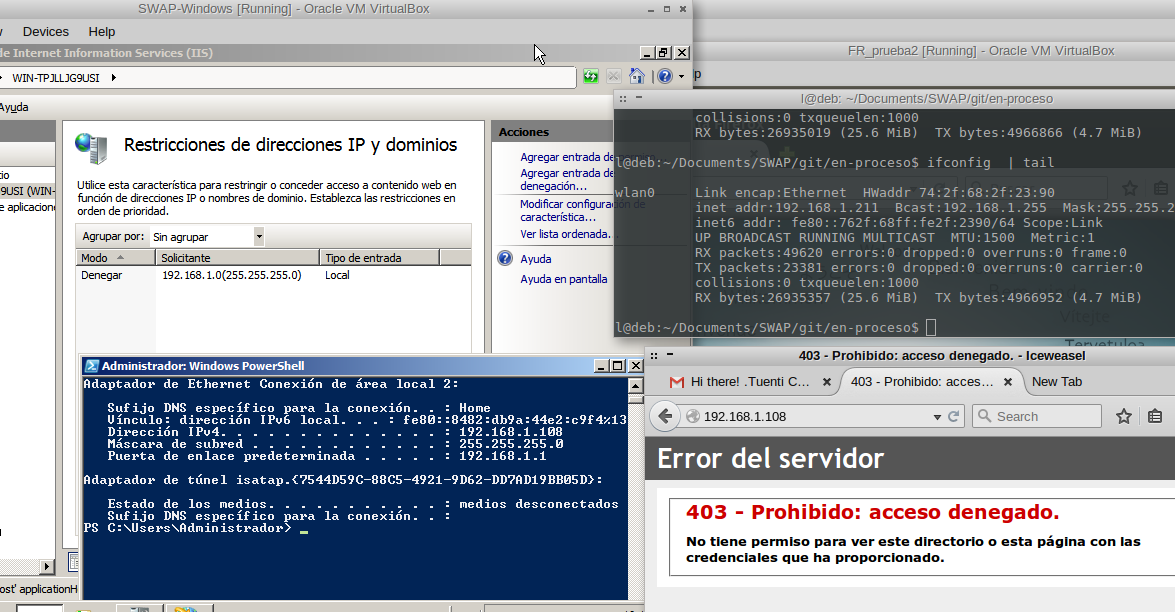 SWAP-Windows [Running] - Oracle VM VirtualBox
Devices Help
de Internet Information Services (IIS)
WIN-TPJLLJG9USI
Ayuda
9USI (WIN-
e aplicacione
Restricciones de direcciones IP y dominios
Utilice esta característica para restringir o conceder acceso a contenido web en
función de direcciones IP o nombres de dominio. Establezca las restricciones en
orden de prioridad.
Agrupar por: Sin agrupar
Modo Solicitante Tipo de entrada
Denegar 192.168.1.0(255.255.255.0) Local
Acciones
Agregar entrada de
Agregar entrada de
denegación...
Modificar configuración de
característica...
Ver lista ordenada...
Ayuda
Ayuda en pantalla
FR_prueba2 [Running] - Oracle VM VirtualBox
l@deb: ~/Documents/SWAP/git/en-proceso
collisions:0 txqueuelen:1000
RX bytes:26935019 (25.6 MiB) TX bytes:4966866 (4.7 MiB)
l@deb:~/Documents/SWAP/git/en-proceso$ ifconfig | tail
wlan0 Link encap:Ethernet HWaddr 74:2f:68:2f:23:90
inet addr:192.168.1.211 Bcast:192.168.1.255 Mask:255.255.2
inet6 addr: fe80::762f:68ff:fe2f:2390/64 Scope:Link
UP BROADCAST RUNNING MULTICAST MTU:1500 Metric:1
RX packets:49620 errors:0 dropped:0 overruns:0 frame:0
TX packets:23381 errors:0 dropped:0 overruns:0 carrier:0
collisions:0 txqueuelen:1000
RX bytes:26935357 (25.6 MiB) TX bytes:4966952 (4.7 MiB)
l@deb:~/Documents/SWAP/git/en-proceso$
Vítejte
Tervetuloa
Administrador: Windows PowerShell
Adaptador de Ethernet Conexión de área local 2:
Sufijo DNS específico para la conexión. . : Home
Vínculo: dirección IPv6 local. . . : fe80::8482:db9a:44e2:c9f4%13
Dirección IPv4. . . . . . . . . . . . . . : 192.168.1.108
Máscara de subred . . . . . . . . . . . . : 255.255.255.0
Puerta de enlace predeterminada . . . . . : 192.168.1.1
Adaptador de túnel isatap.{7544D59C-88C5-4921-9D62-DD7AD19BB05D}:
Estado de los medios. . . . . . . . . . . : medios desconectados
Sufijo DNS específico para la conexión. . :
PS C:\Users\Administrador>
ost' applicationH
403 - Prohibido: acceso denegado. - Iceweasel
Hi there! .Tuenti C... 403 - Prohibido: acces... New Tab
192.168.1.108 Search
Error del servidor
403 - Prohibido: acceso denegado.
No tiene permiso para ver este directorio o esta página con las
credenciales que ha proporcionado.